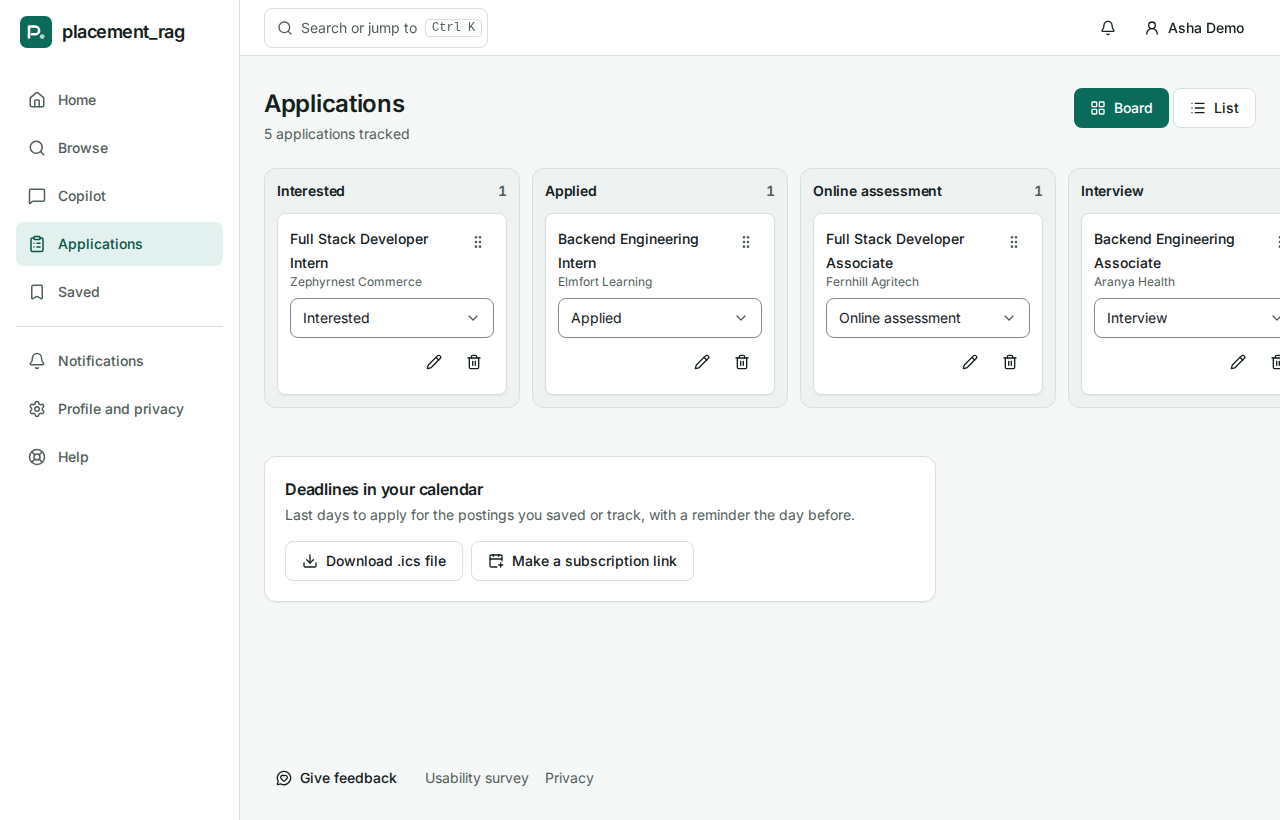 placement_rag
Search or jump to Ctrl K
Asha Demo
Home
Browse
Copilot
Applications
Saved
Notifications
Profile and privacy
Help
Applications
5 applications tracked
Board
List
Interested 1
Full Stack Developer
Intern
Zephyrnest Commerce
Interested
Applied 1
Backend Engineering
Intern
Elmfort Learning
Applied
Online assessment 1
Full Stack Developer
Associate
Fernhill Agritech
Online assessment
Interview
Backend Engineering
Associate
Aranya Health
Interview
Deadlines in your calendar
Last days to apply for the postings you saved or track, with a reminder the day before.
Download .ics file
Make a subscription link
Give feedback
Usability survey
Privacy